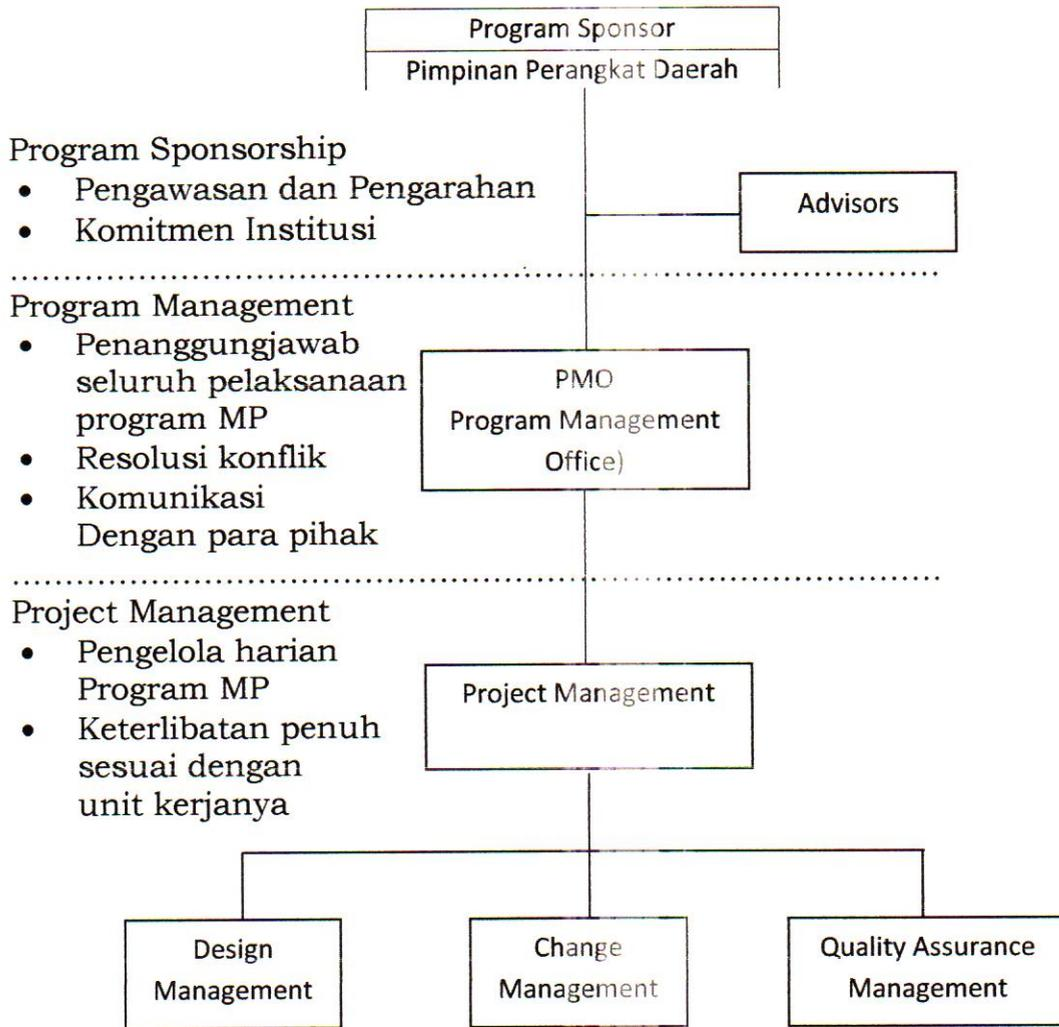 Program Sponsor
Pimpinan Perangkat Daerah
Program Sponsorship
• Pengawasan dan Pengarahan
• Komitmen Institusi
Advisors
Program Management
• Penanggungjawab
seluruh pelaksanaan
program MP
• Resolusi konflik
• Komunikasi
Dengan para pihak
PMO
Program Management
Office)
Project Management
• Pengelola harian
Program MP
• Keterlibatan penuh
sesuai dengan
unit kerjanya
Project Management
Design
Management
Change
Management
Quality Assurance
Management